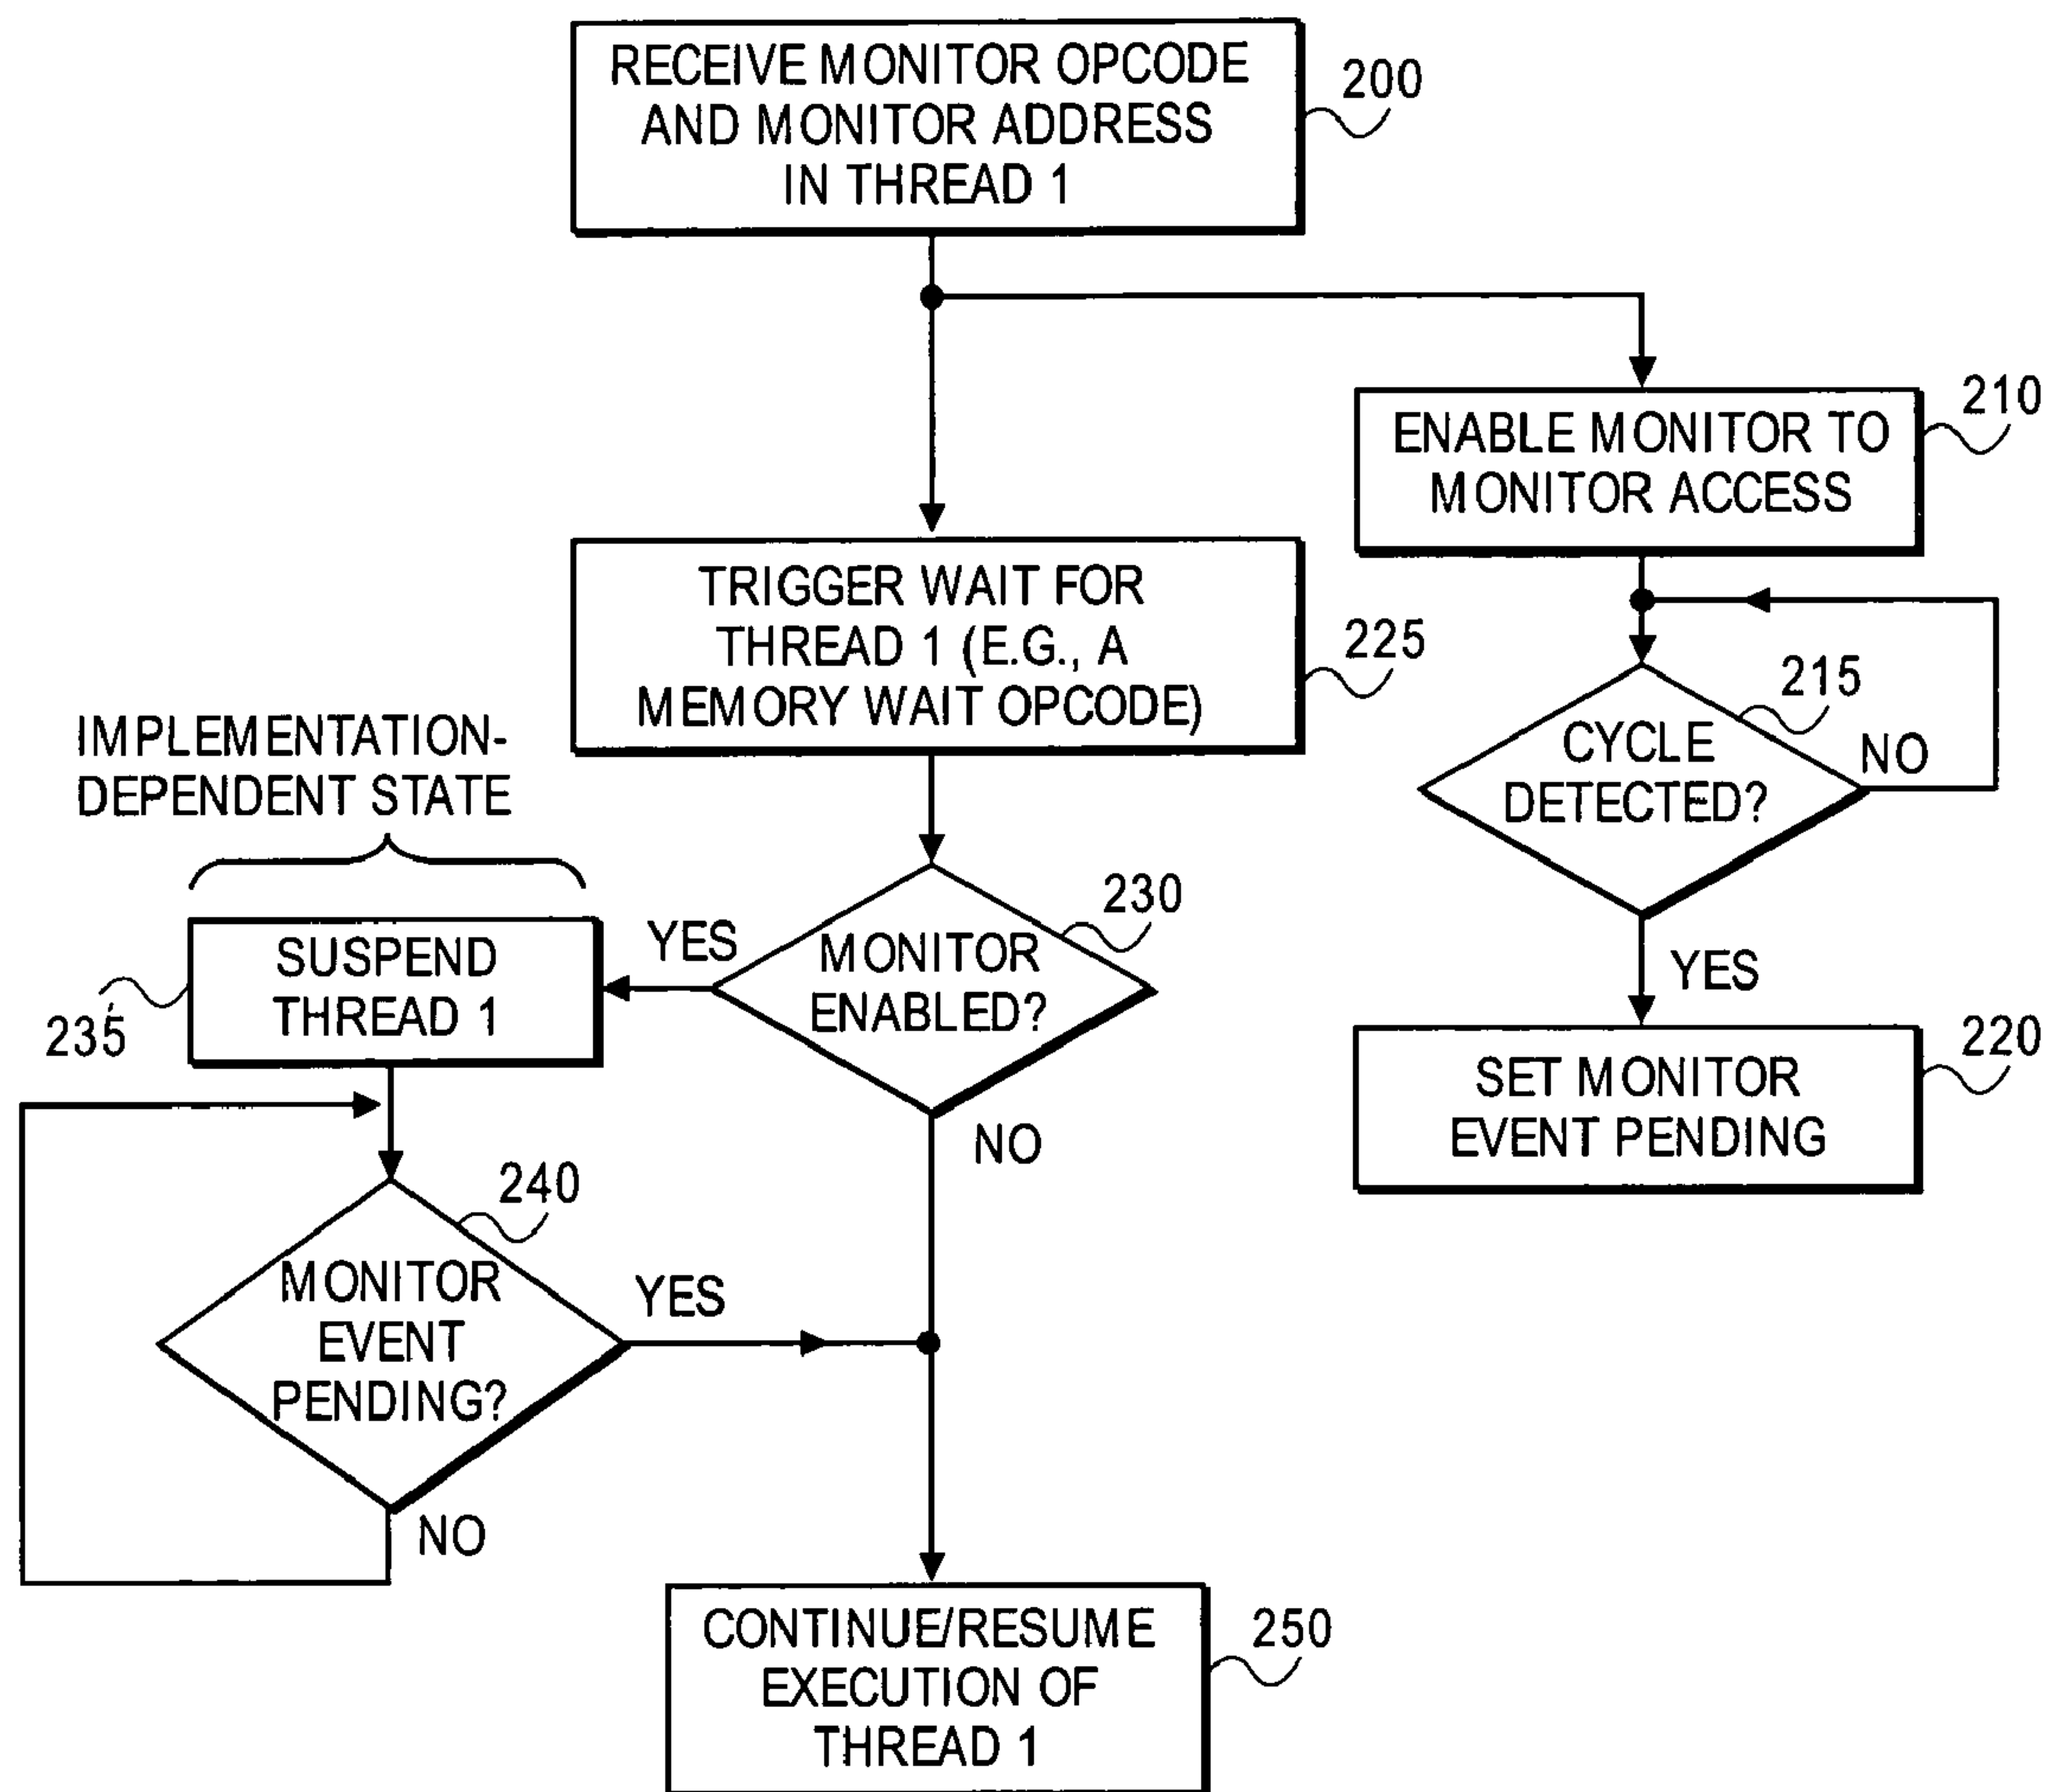 RECEIVE MONITOR OPCODE
AND MONITOR ADDRESS
IN THREAD 1
200
ENABLE MONITOR TO
MONITOR ACCESS
210
TRIGGER WAIT FOR
THREAD 1 (E.G., A
MEMORY WAIT OPCODE)
225
CYCLE
DETECTED?
215
NO
YES
IMPLEMENTATION-
DEPENDENT STATE
SUSPEND
THREAD 1
235
YES
MONITOR
ENABLED?
230
NO
SET MONITOR
EVENT PENDING
220
MONITOR
EVENT
PENDING?
240
YES
NO
CONTINUE/RESUME
EXECUTION OF
THREAD 1
250